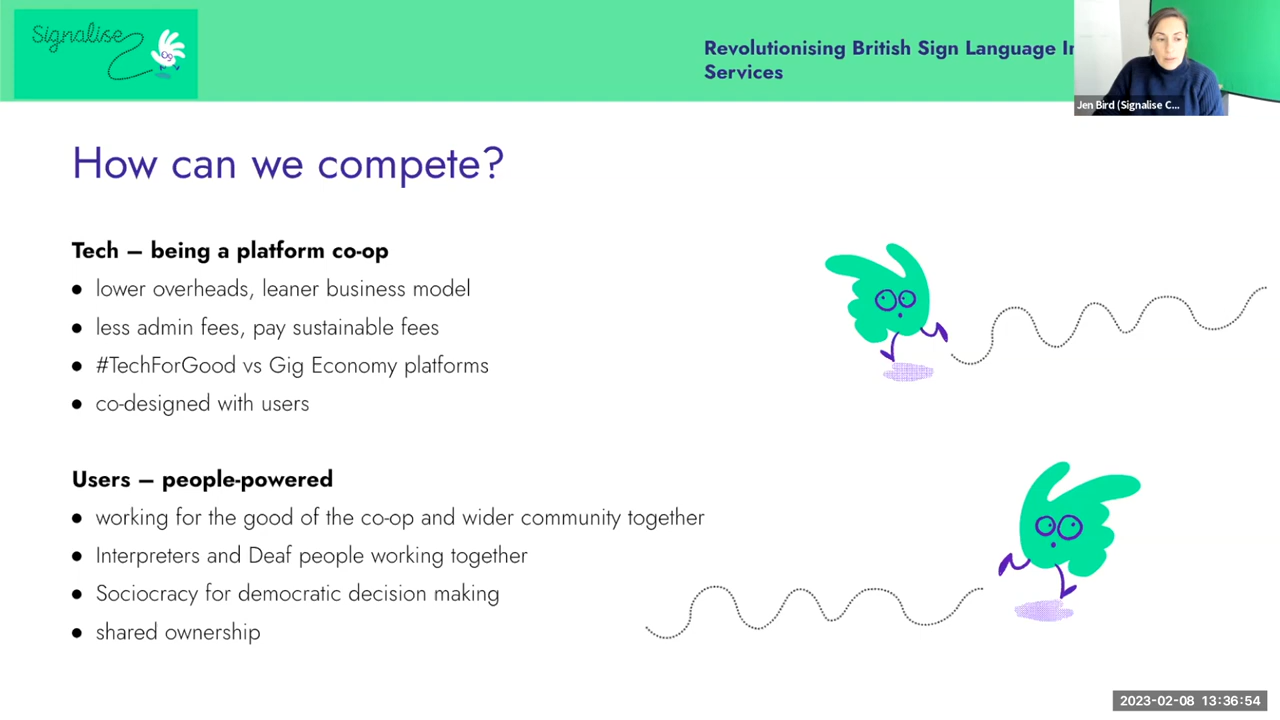 Signalise
Revolutionising British Sign Language
Services
Jen Bird (Signalise C...
How can we compete?
Tech – being a platform co-op
● lower overheads, leaner business model
● less admin fees, pay sustainable fees
● #TechForGood vs Gig Economy platforms
● co-designed with users
Users – people-powered
● working for the good of the co-op and wider community together
● Interpreters and Deaf people working together
● Sociocracy for democratic decision making
● shared ownership
2023-02-08 13:36:54